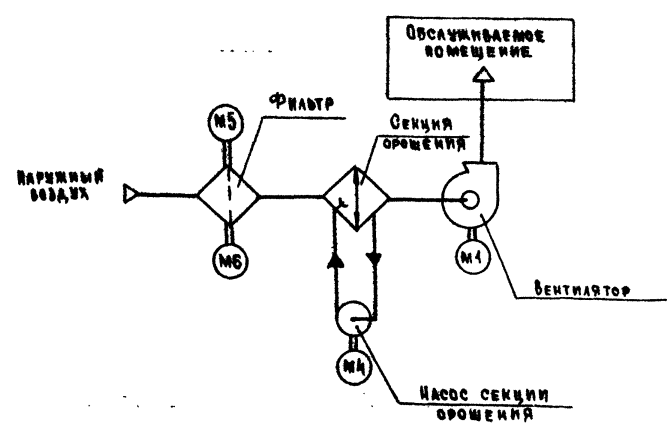 Обслуживаемое
помещение
Фильтр
М5
Секция
орошения
Наружный
воздух
М6
М1
Вентилятор
М4
Насос секции
орошения